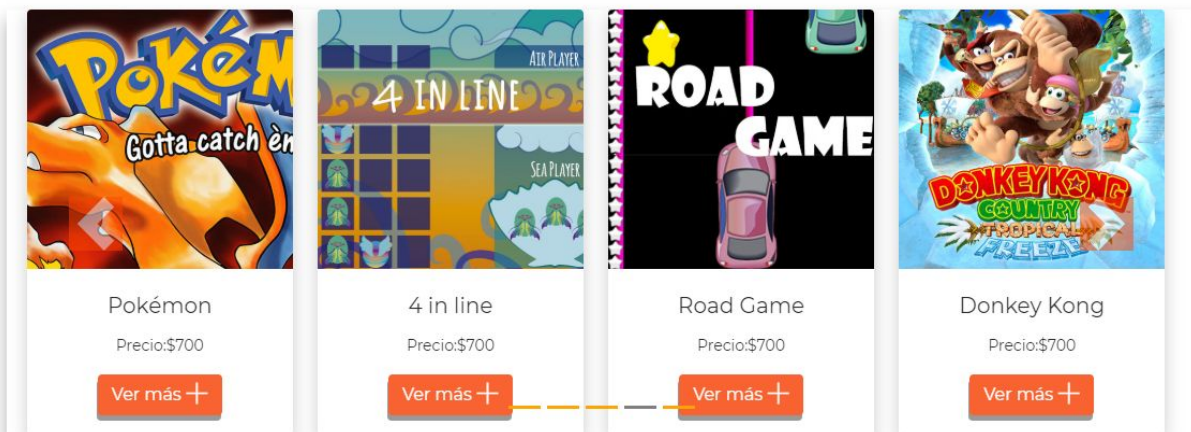 POKÉM
Gotta catch èn
AIR PLAYER
4 IN LINE
SEA PLAYER
ROAD
GAME
DONKEY KONG
COUNTRY
TROPICAL
FREEZE
Pokémon
4 in line
Road Game
Donkey Kong
Precio:$700
Precio:$700
Precio:$700
Precio:$700
Ver más
Ver más
Ver más
Ver más